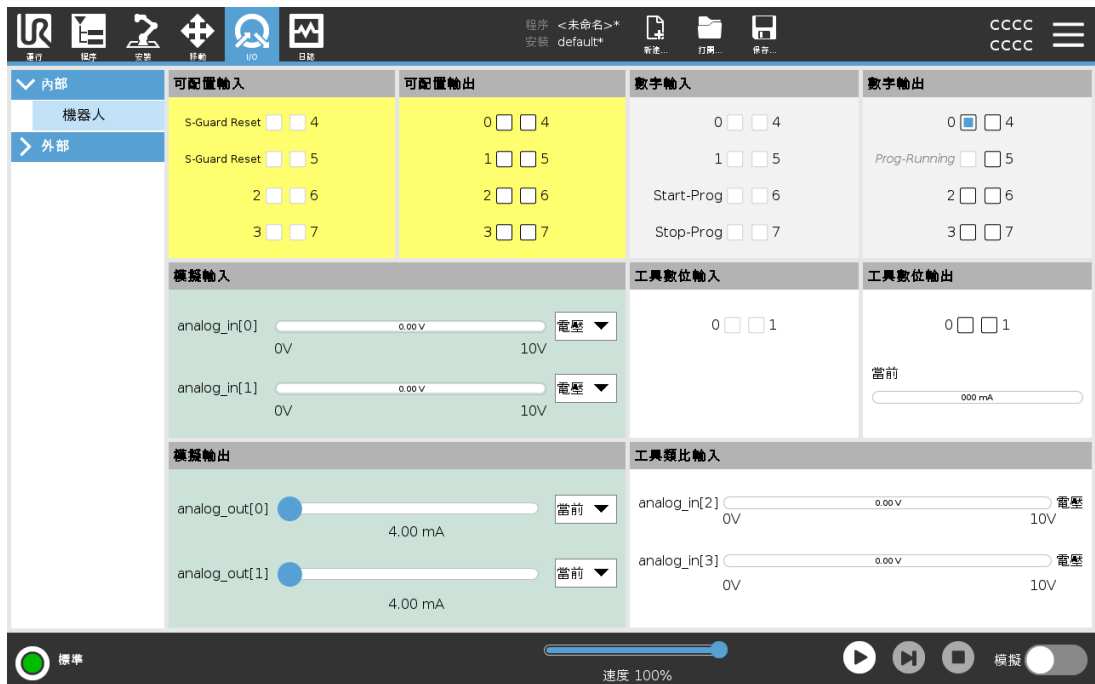 UR
運行
程序
安裝
移動
I/O
日誌
程序 <未命名>*
安裝 default*
新建...
打開...
保存...
CCCC
CCCC
內部
機器人
外部
可配置輸入
S-Guard Reset 4
S-Guard Reset 5
2 6
3 7
可配置輸出
0 4
1 5
2 6
3 7
數字輸入
0 4
1 5
Start-Prog 6
Stop-Prog 7
數字輸出
0 4
Prog-Running 5
2 6
3 7
模擬輸入
analog_in[0] 0.00 V 電壓
0V 10V
analog_in[1] 0.00 V 電壓
0V 10V
工具數位輸入
0 1
工具數位輸出
0 1
當前
000 mA
模擬輸出
analog_out[0] 當前
4.00 mA
analog_out[1] 當前
4.00 mA
工具類比輸入
analog_in[2] 0.00 V 電壓
0V 10V
analog_in[3] 0.00 V 電壓
0V 10V
標準
速度 100%
模擬